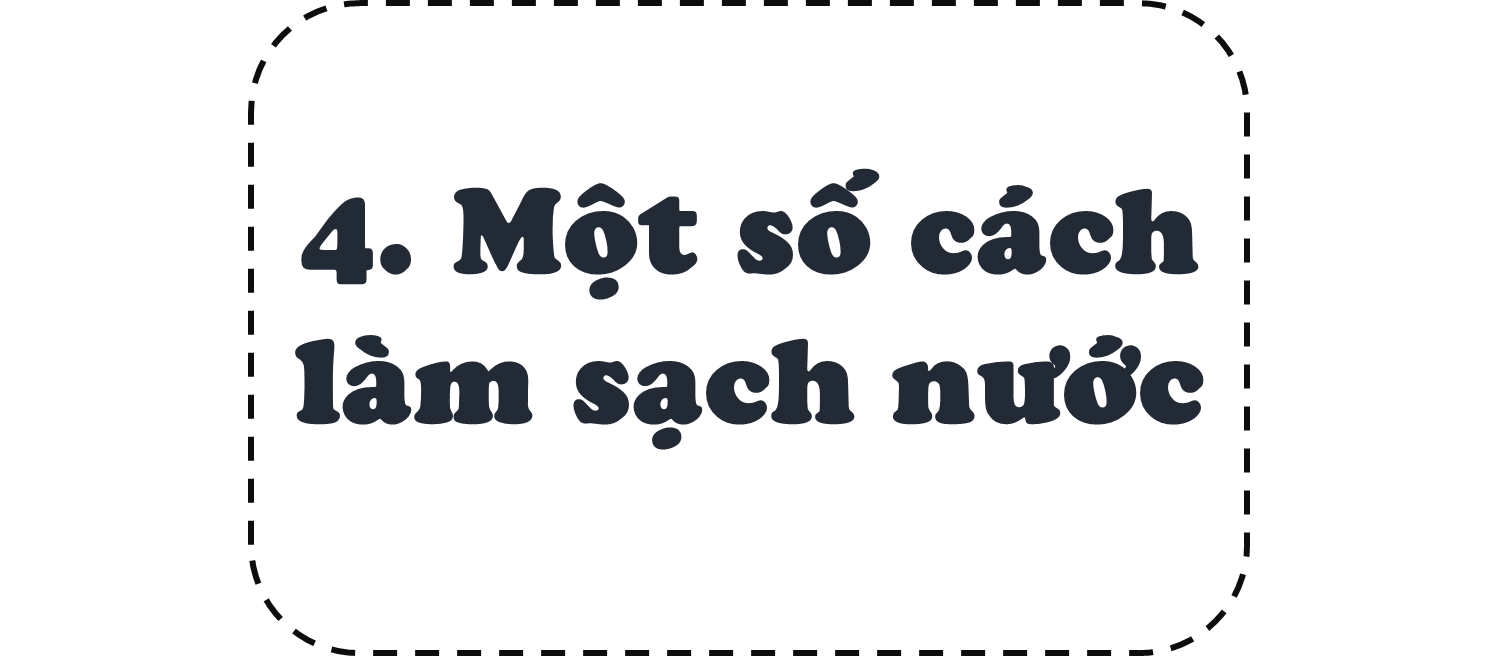 4. Một số cách
làm sạch nước